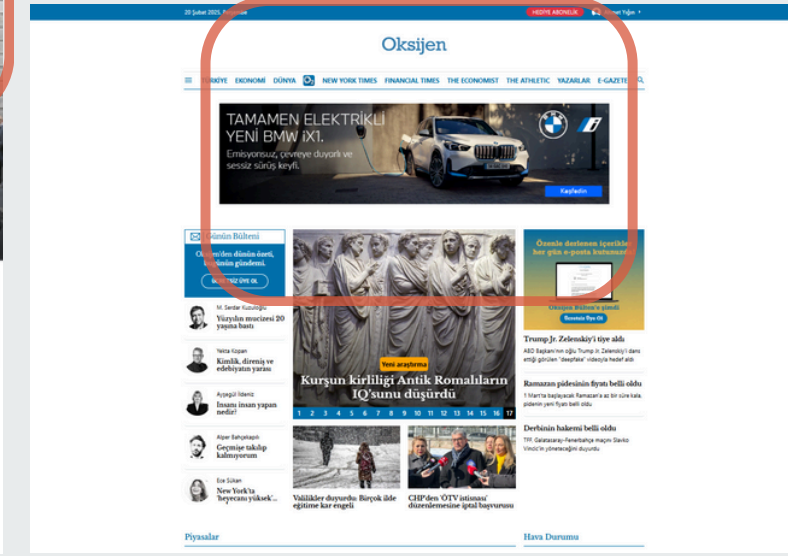 20 Şubat 2025,
HEDİYE ABONELİK
Oksijen
TÜRKİYE EKONOMİ DÜNYA O2 NEW YORK TIMES FINANCIAL TIMES THE ECONOMIST THE ATHLETIC YAZARLAR E-GAZETE
TAMAMEN ELEKTRİKLİ
YENİ BMW iX1.
Emisyonsuz, çevreye duyarlı ve
sessiz sürüş keyfi.
Keşfedin
Günün Bülteni
Oksijen'den dünün özeti,
bugünün gündemi.
ÜCRETSİZ ÜYE OL
M. Serdar Kuzuloğlu
Yüzyılın mucizesi 20
yaşına bastı
Yekta Kopan
Kimlik, direniş ve
edebiyatın yarası
Ayşegül İldeniz
İnsanı insan yapan
nedir?
Alper Bahçekapılı
Geçmişe takılıp
kalmıyorum
Ece Sükan
New York'ta
'heyecanı yüksek'...
Yeni araştırma
Kurşun kirliliği Antik Romalıların
IQ'sunu düşürdü
1 2 3 4 5 6 7 8 9 10 11 12 13 14 15 16 17
Valilikler duyurdu: Birçok ilde
eğitime kar engeli
CHP'den 'ÖTV istisnası'
düzenlemesine iptal başvurusu
Özenle derlenen içerikler
her gün e-posta kutunuzda!
Oksijen Bülten'e şimdi
Ücretsiz Üye Ol
Trump Jr. Zelenskiy'i tiye aldı
ABD Başkanı'nın oğlu Trump Jr. Zelenskiy'i dans
ettiği görülen "deepfake" videoyla hedef aldı
Ramazan pidesinin fiyatı belli oldu
1 Mart'ta başlayacak Ramazan'a az bir süre kala,
pidenin yeni fiyatı belli oldu
Derbinin hakemi belli oldu
TFF, Galatasaray-Fenerbahçe maçını Slavko
Vincic'in yöneteceğini duyurdu
Piyasalar
Hava Durumu